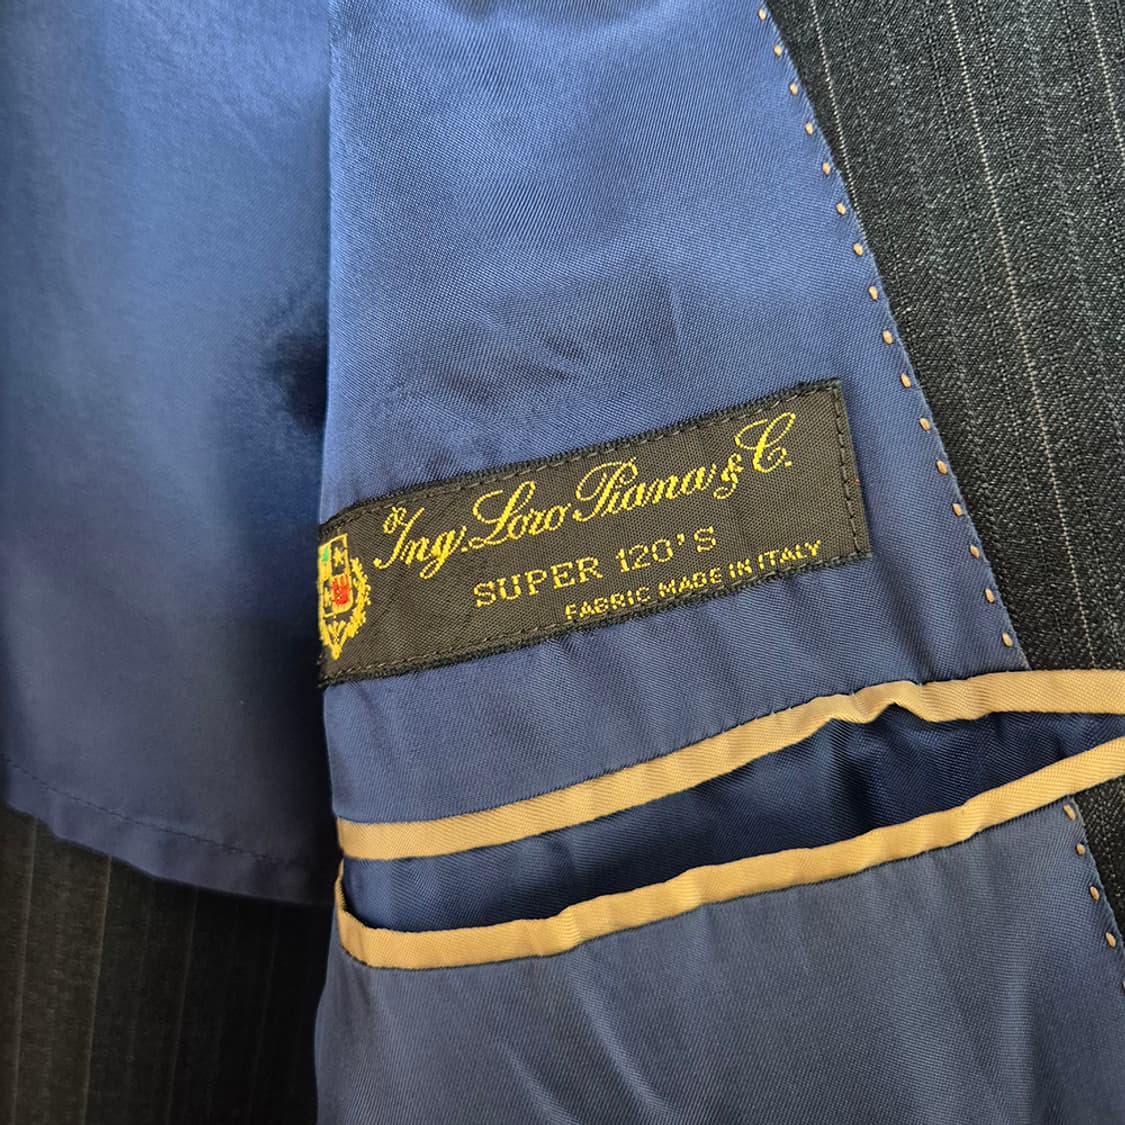 Ing. Loro Piana & C.
SUPER 120'S
FABRIC MADE IN ITALY